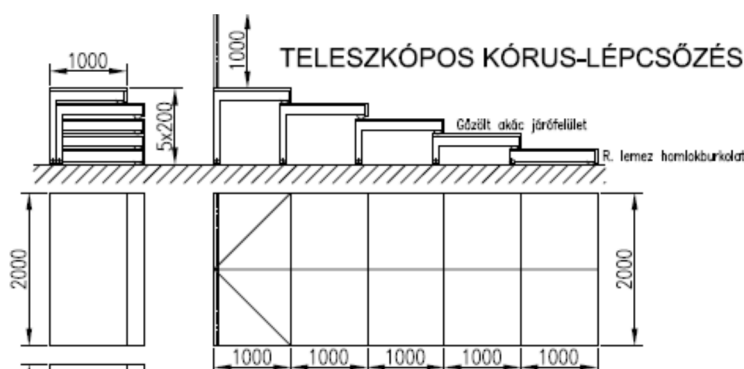 1000
1000
TELESZKÓPOS KÓRUS-LÉPCSŐZÉS
5x200
Gőzölt akác járófelület
R. lemez homlokburkolat
2000
2000
1000 1000 1000 1000 1000